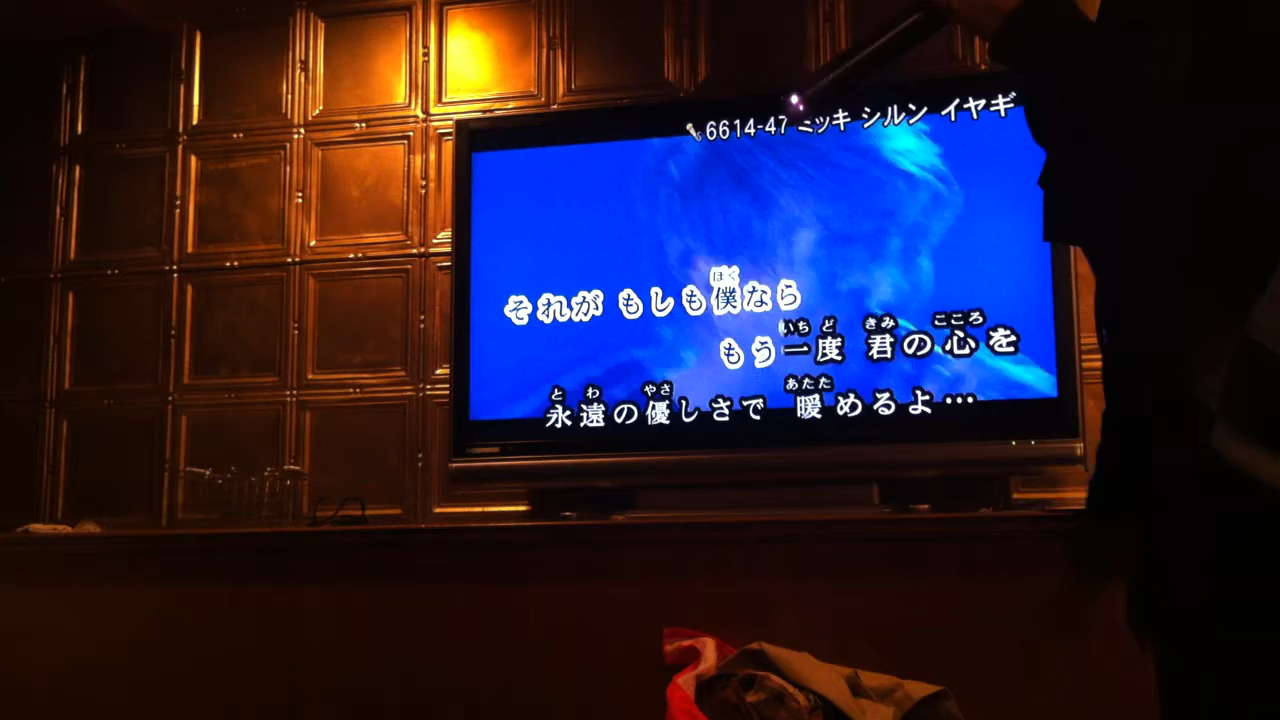 6614-47 ミッキ シルン イヤギ
ぼく
それが もしも僕なら
いち ど きみ こころ
もう一度 君の心を
と わ やさ あたた
永遠の優しさで 暖めるよ…